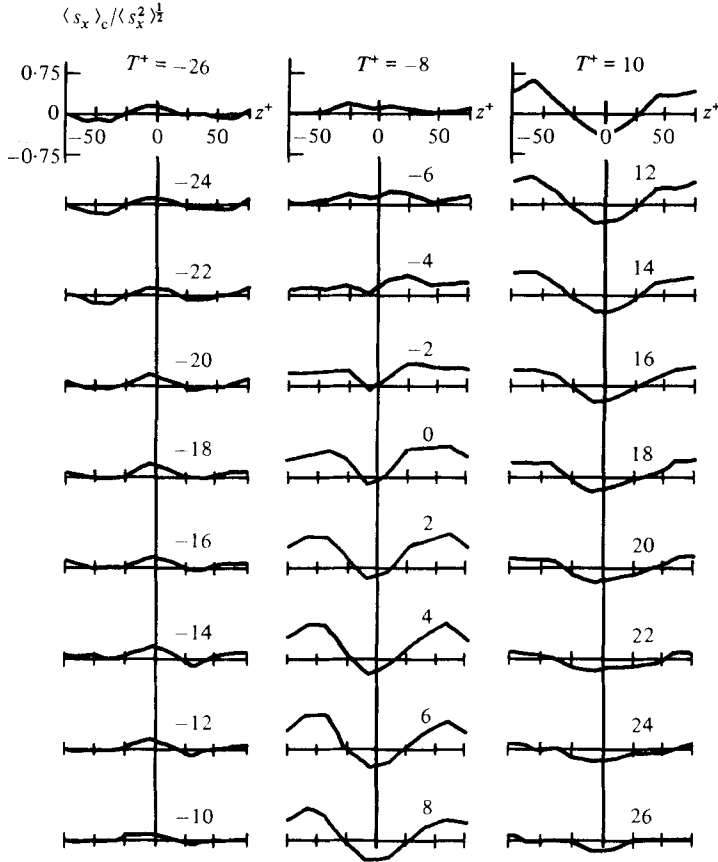 ⟨ s_x ⟩_c / ⟨ s_x^2 ⟩^{1/2}
T^+ = −26 T^+ = −8 T^+ = 10
0·75
0 z^+ z^+ z^+
−50 0 50 −50 0 50 −50 0 50
−0·75
−24 −6 12
−22 −4 14
−20 −2 16
−18 0 18
−16 2 20
−14 4 22
−12 6 24
−10 8 26